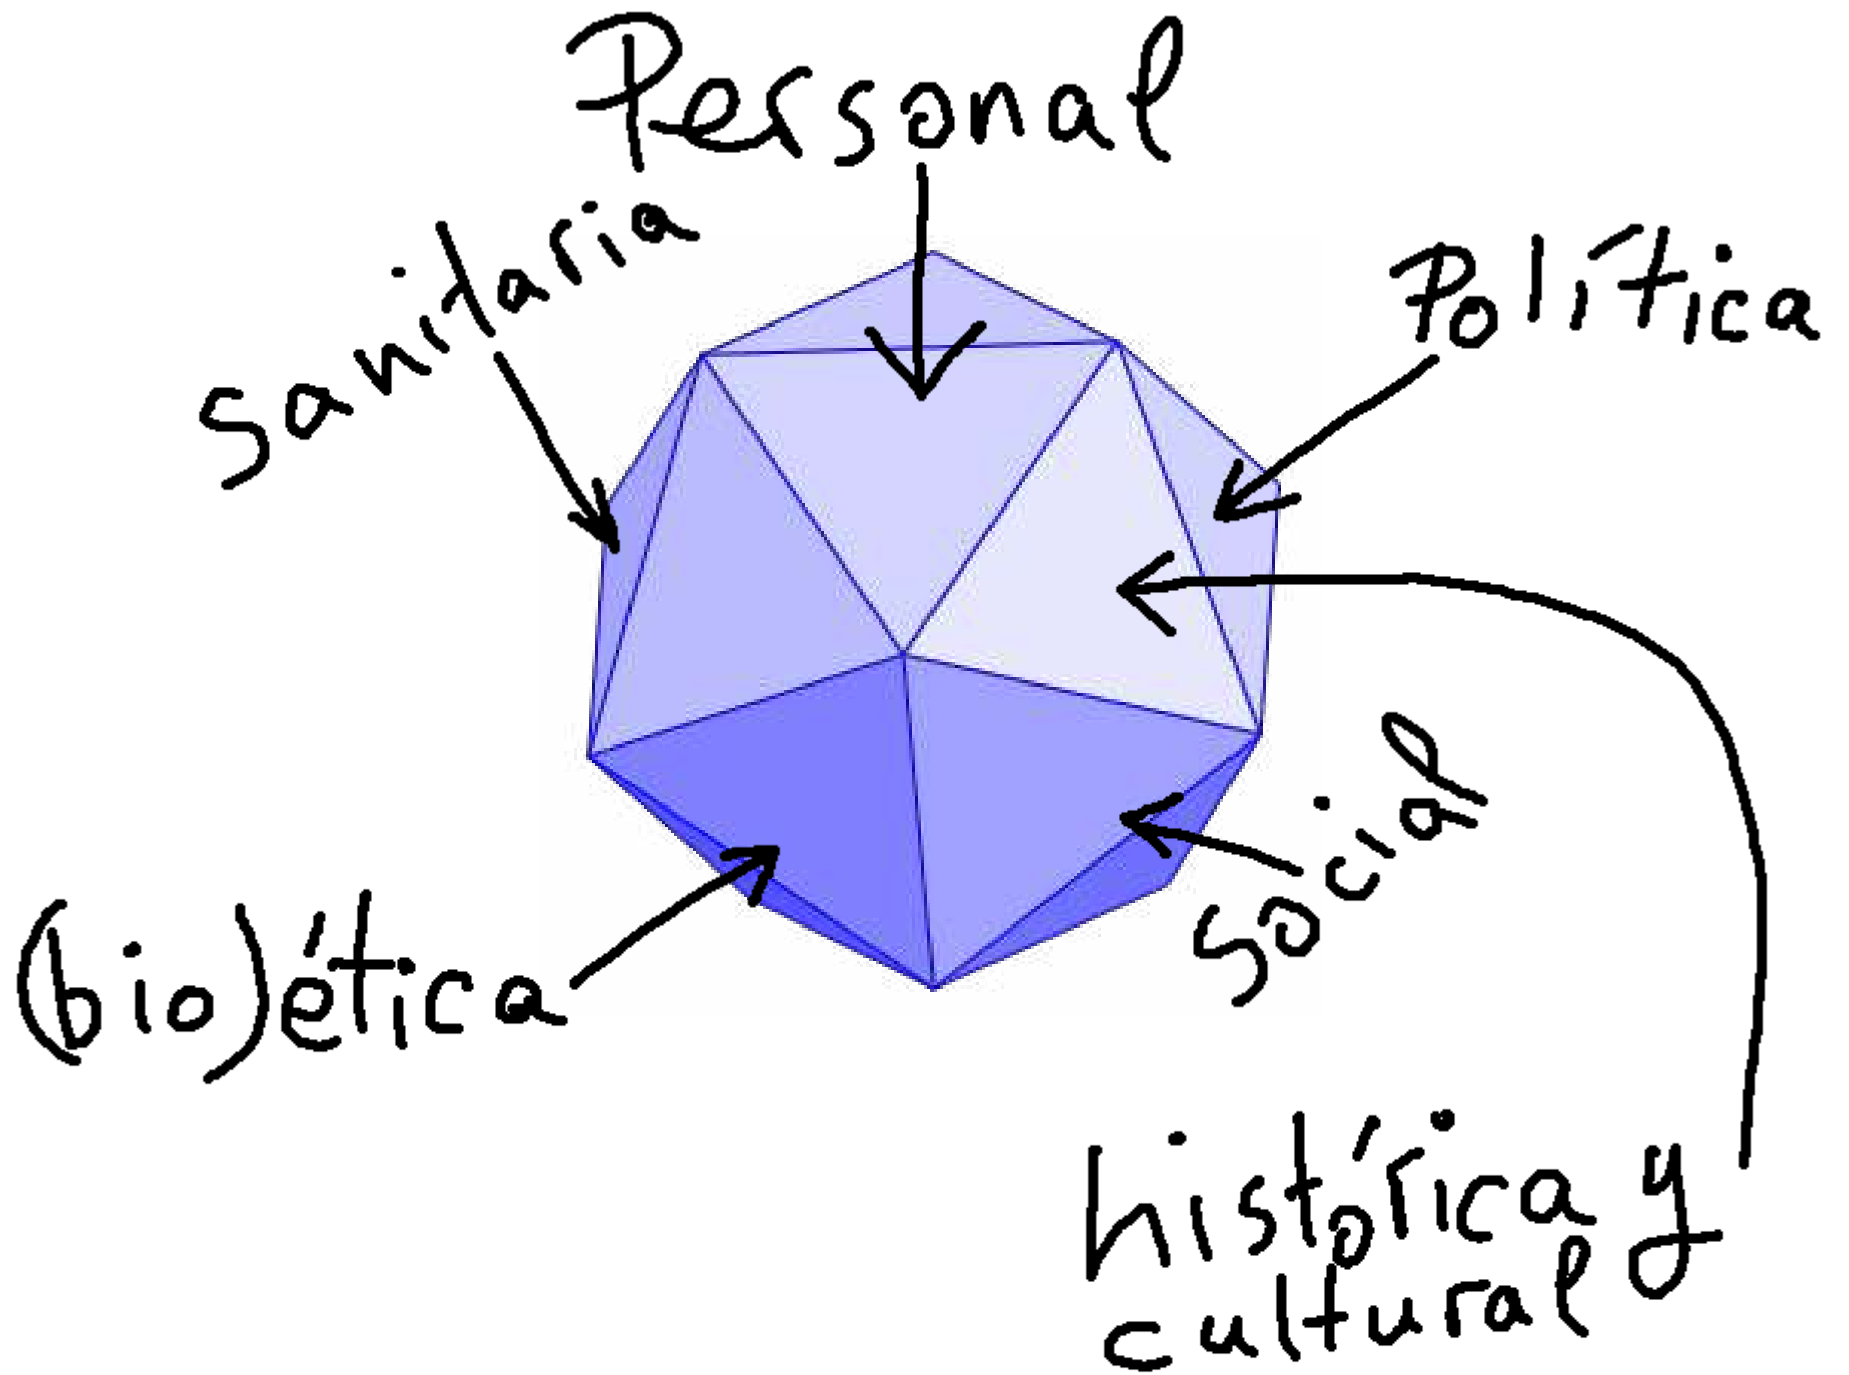 Personal
Sanitaria
Política
Social
(bio)ética
histórica y
cultural